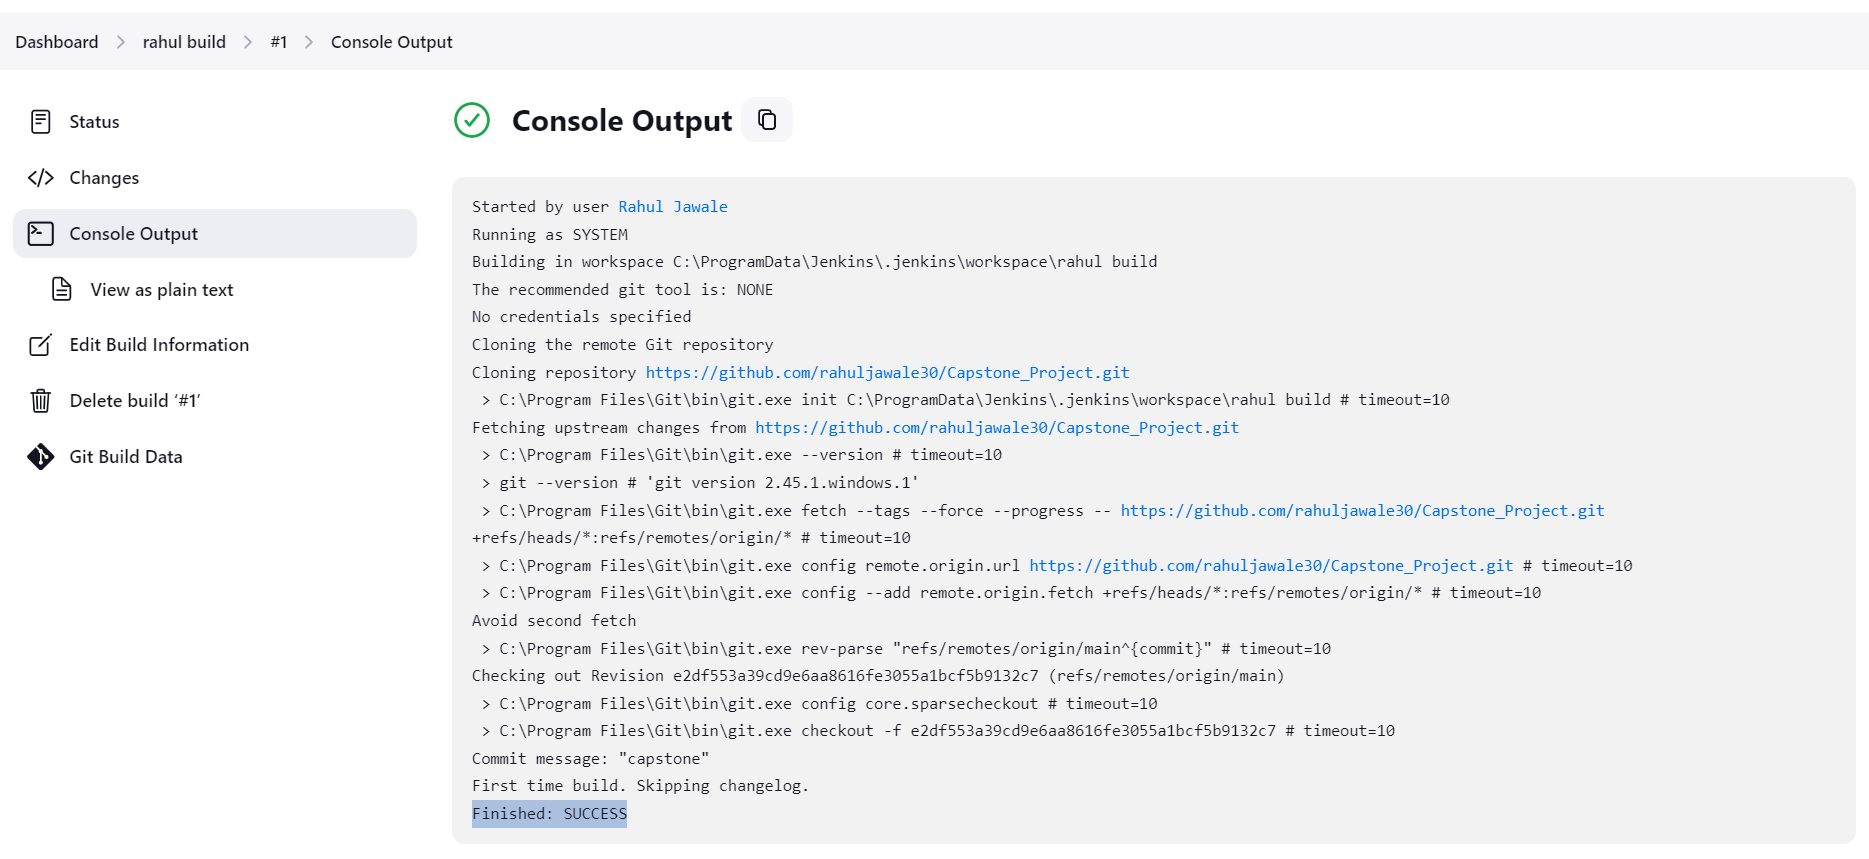 Dashboard > rahul build > #1 > Console Output
Status
Changes
Console Output
View as plain text
Edit Build Information
Delete build ‘#1’
Git Build Data
Console Output
Started by user Rahul Jawale
Running as SYSTEM
Building in workspace C:\ProgramData\Jenkins\.jenkins\workspace\rahul build
The recommended git tool is: NONE
No credentials specified
Cloning the remote Git repository
Cloning repository https://github.com/rahuljawale30/Capstone_Project.git
 > C:\Program Files\Git\bin\git.exe init C:\ProgramData\Jenkins\.jenkins\workspace\rahul build # timeout=10
Fetching upstream changes from https://github.com/rahuljawale30/Capstone_Project.git
 > C:\Program Files\Git\bin\git.exe --version # timeout=10
 > git --version # 'git version 2.45.1.windows.1'
 > C:\Program Files\Git\bin\git.exe fetch --tags --force --progress -- https://github.com/rahuljawale30/Capstone_Project.git
+refs/heads/*:refs/remotes/origin/* # timeout=10
 > C:\Program Files\Git\bin\git.exe config remote.origin.url https://github.com/rahuljawale30/Capstone_Project.git # timeout=10
 > C:\Program Files\Git\bin\git.exe config --add remote.origin.fetch +refs/heads/*:refs/remotes/origin/* # timeout=10
Avoid second fetch
 > C:\Program Files\Git\bin\git.exe rev-parse "refs/remotes/origin/main^{commit}" # timeout=10
Checking out Revision e2df553a39cd9e6aa8616fe3055a1bcf5b9132c7 (refs/remotes/origin/main)
 > C:\Program Files\Git\bin\git.exe config core.sparsecheckout # timeout=10
 > C:\Program Files\Git\bin\git.exe checkout -f e2df553a39cd9e6aa8616fe3055a1bcf5b9132c7 # timeout=10
Commit message: "capstone"
First time build. Skipping changelog.
Finished: SUCCESS